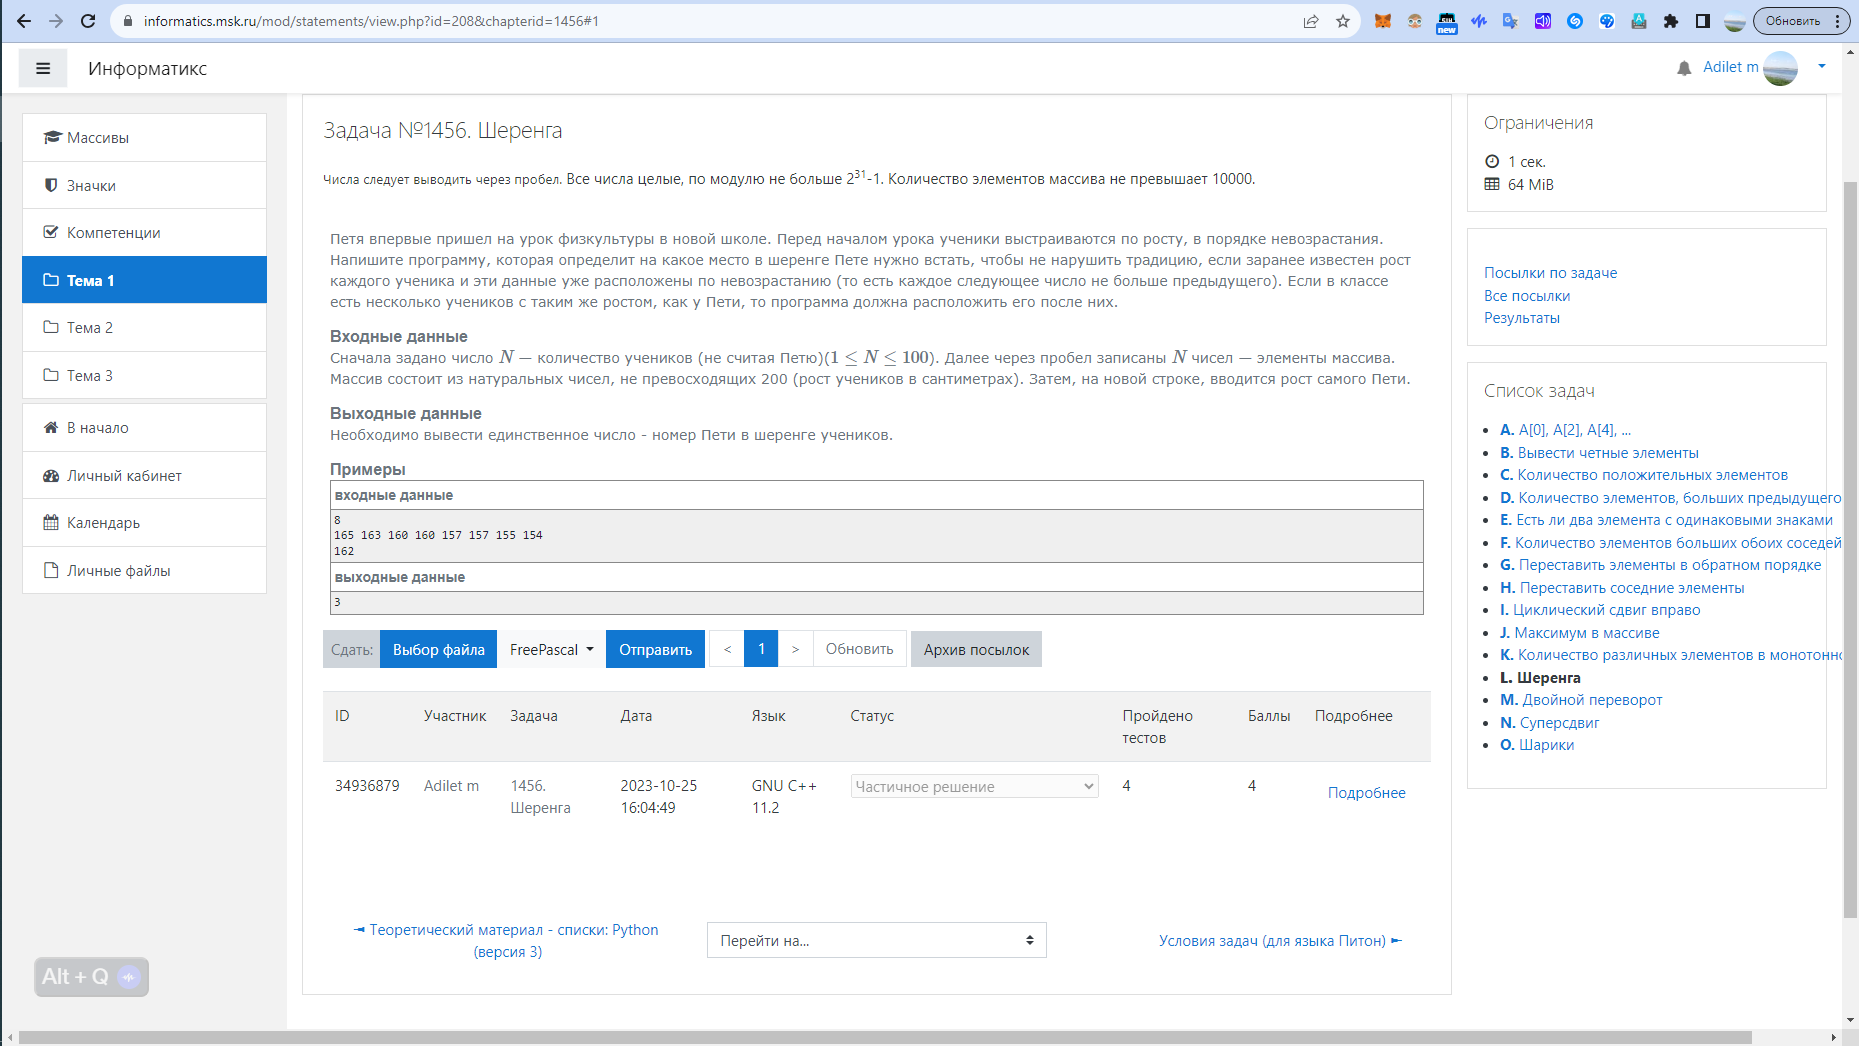 informatics.msk.ru/mod/statements/view.php?id=208&chapterid=1456#1
new
Обновить
Информатикс
Adilet m
Массивы
Значки
Компетенции
Тема 1
Тема 2
Тема 3
В начало
Личный кабинет
Календарь
Личные файлы
Задача №1456. Шеренга
Числа следует выводить через пробел. Все числа целые, по модулю не больше 2^31-1. Количество элементов массива не превышает 10000.
Петя впервые пришел на урок физкультуры в новой школе. Перед началом урока ученики выстраиваются по росту, в порядке невозрастания.
Напишите программу, которая определит на какое место в шеренге Пете нужно встать, чтобы не нарушить традицию, если заранее известен рост
каждого ученика и эти данные уже расположены по невозрастанию (то есть каждое следующее число не больше предыдущего). Если в классе
есть несколько учеников с таким же ростом, как у Пети, то программа должна расположить его после них.
Входные данные
Сначала задано число N — количество учеников (не считая Петю)(1 ≤ N ≤ 100). Далее через пробел записаны N чисел — элементы массива.
Массив состоит из натуральных чисел, не превосходящих 200 (рост учеников в сантиметрах). Затем, на новой строке, вводится рост самого Пети.
Выходные данные
Необходимо вывести единственное число - номер Пети в шеренге учеников.
Примеры
входные данные
8
165 163 160 160 157 157 155 154
162
выходные данные
3
Сдать: Выбор файла FreePascal Отправить < 1 > Обновить Архив посылок
ID Участник Задача Дата Язык Статус Пройдено тестов Баллы Подробнее
34936879 Adilet m 1456. Шеренга 2023-10-25 16:04:49 GNU C++ 11.2 Частичное решение 4 4 Подробнее
◄ Теоретический материал - списки: Python
(версия 3)
Перейти на...
Условия задач (для языка Питон) ►
Alt + Q
Ограничения
1 сек.
64 MiB
Посылки по задаче
Все посылки
Результаты
Список задач
A. A[0], A[2], A[4], ...
B. Вывести четные элементы
C. Количество положительных элементов
D. Количество элементов, больших предыдущего
E. Есть ли два элемента с одинаковыми знаками
F. Количество элементов больших обоих соседей
G. Переставить элементы в обратном порядке
H. Переставить соседние элементы
I. Циклический сдвиг вправо
J. Максимум в массиве
K. Количество различных элементов в монотонно
L. Шеренга
M. Двойной переворот
N. Суперсдвиг
O. Шарики